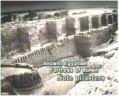 Ancient Egyptian
Fortress of Buhen
Note pilasters